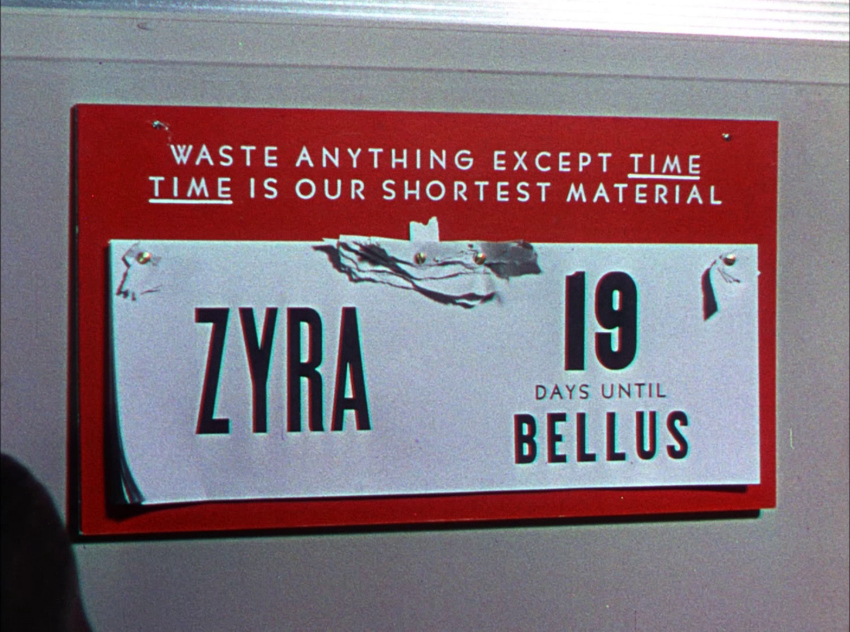 WASTE ANYTHING EXCEPT TIME
TIME IS OUR SHORTEST MATERIAL
ZYRA
19
DAYS UNTIL
BELLUS